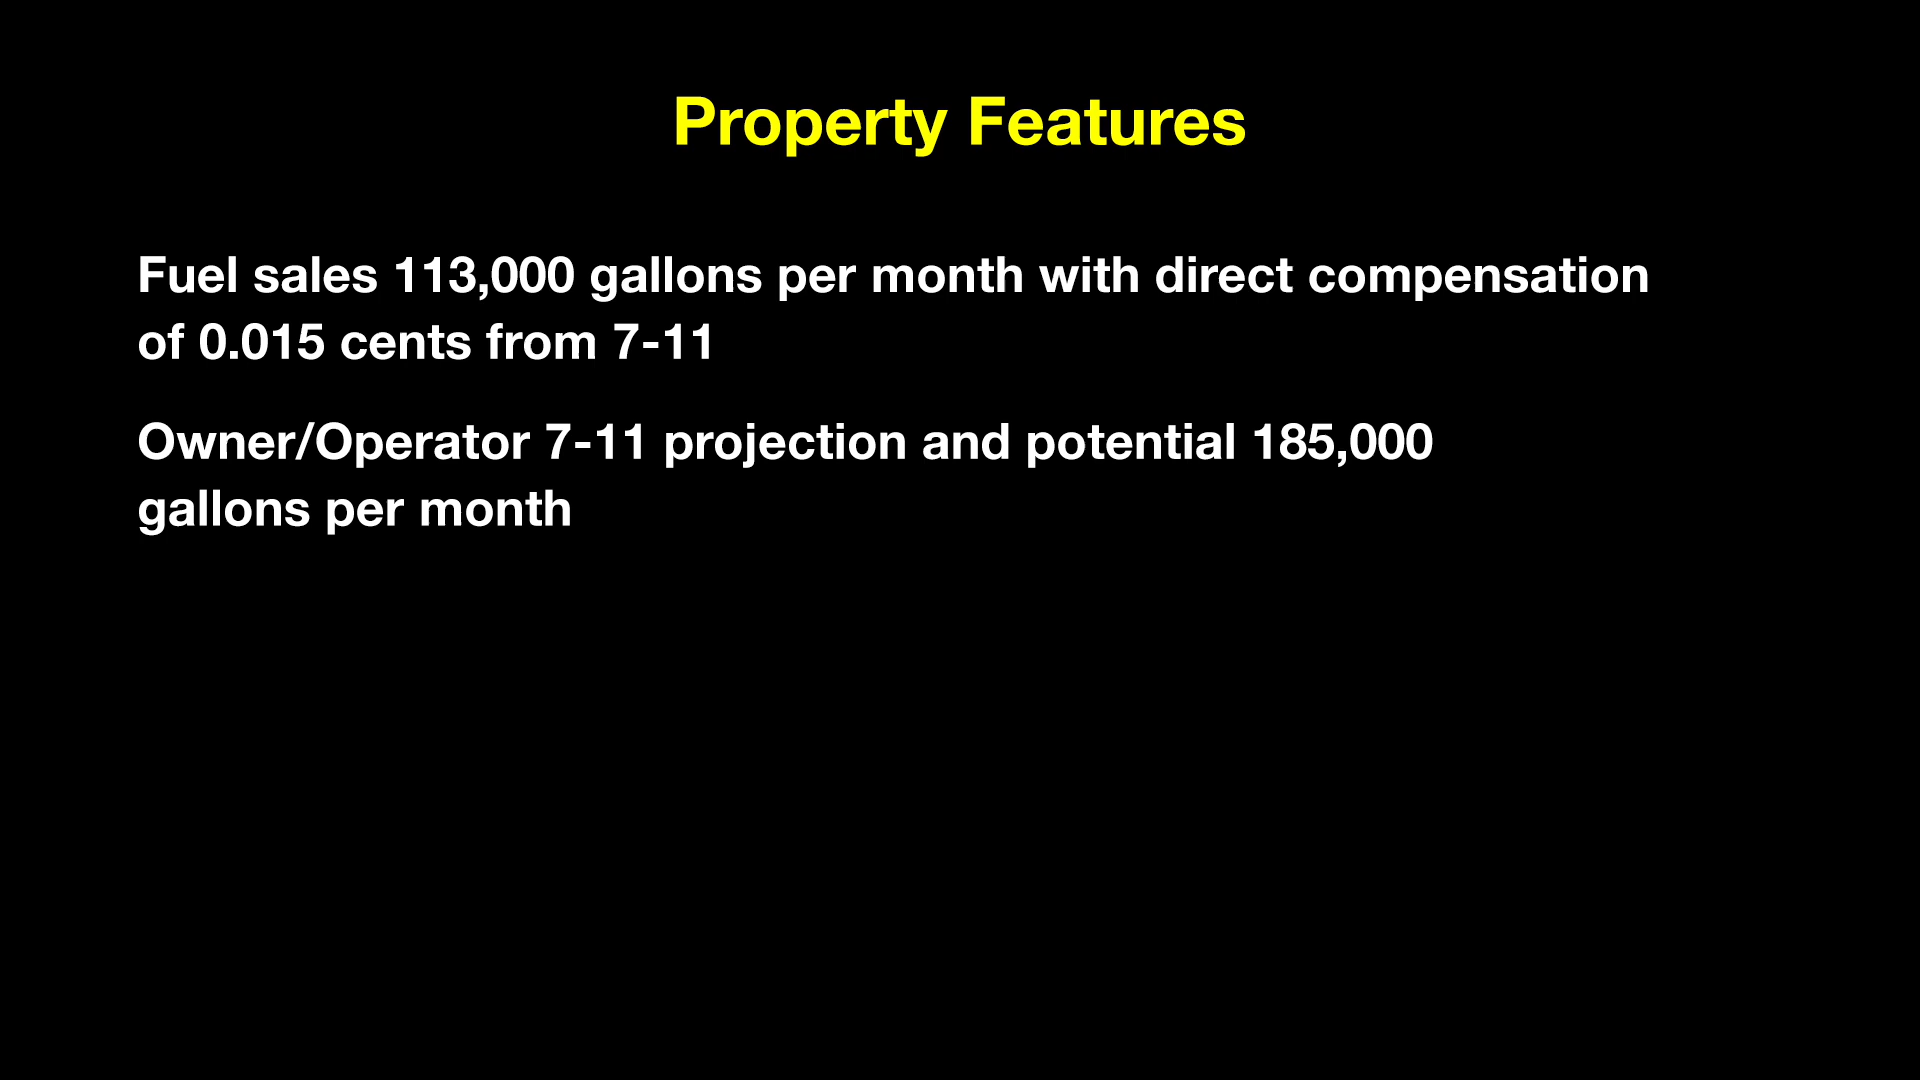 Property Features
Fuel sales 113,000 gallons per month with direct compensation
of 0.015 cents from 7-11
Owner/Operator 7-11 projection and potential 185,000
gallons per month